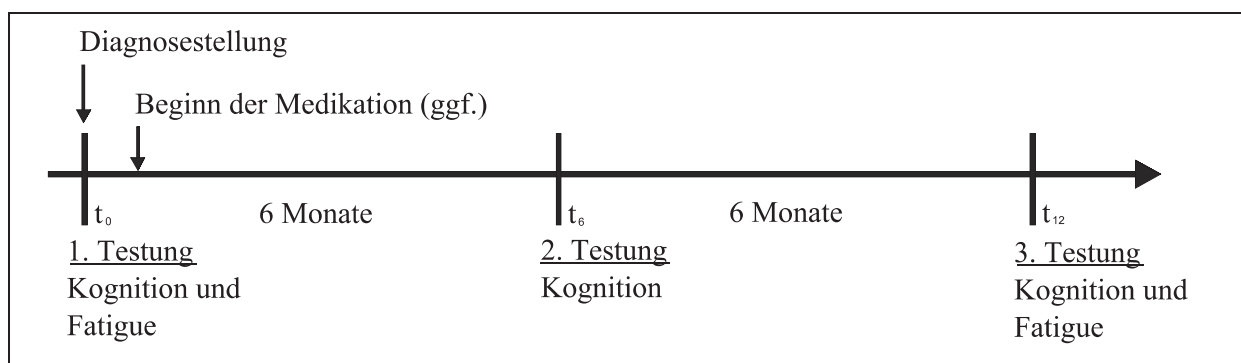 Diagnosestellung
Beginn der Medikation (ggf.)
t₀ 6 Monate t₆ 6 Monate t₁₂
1. Testung 2. Testung 3. Testung
Kognition und Kognition Kognition und
Fatigue Fatigue